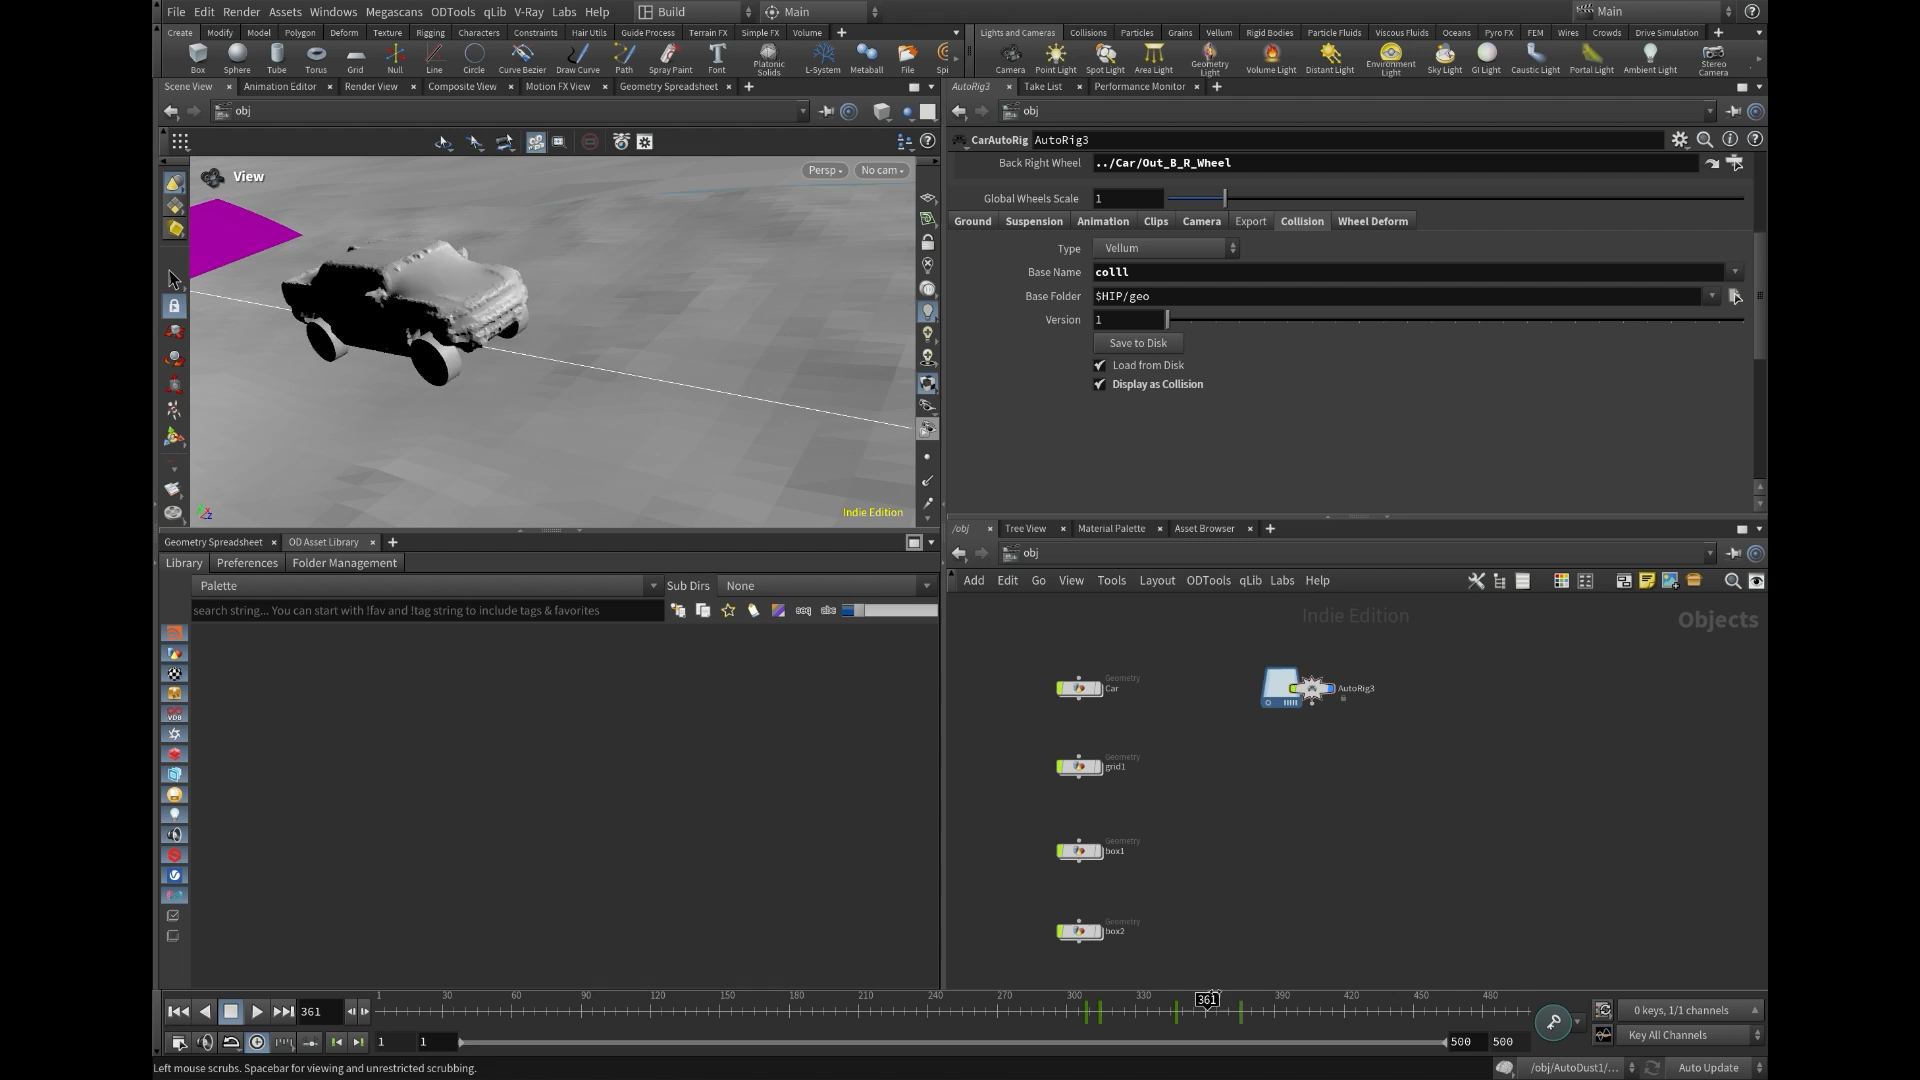 File Edit Render Assets Windows Megascans ODTools qLib V-Ray Labs Help Build Main Main
Create Modify Model Polygon Deform Texture Rigging Characters Constraints Hair Utils Guide Process Terrain FX Simple FX Volume
Lights and Cameras Collisions Particles Grains Vellum Rigid Bodies Particle Fluids Viscous Fluids Oceans Pyro FX FEM Wires Crowds Drive Simulation
Box Sphere Tube Torus Grid Null Line Circle Curve Bezier Draw Curve Path Spray Paint Font Platonic Solids L-System Metaball File Spi
Camera Point Light Spot Light Area Light Geometry Light Volume Light Distant Light Environment Light Sky Light GI Light Caustic Light Portal Light Ambient Light Stereo Camera
Scene View Animation Editor Render View Composite View Motion FX View Geometry Spreadsheet
AutoRig3 Take List Performance Monitor
obj
obj
CarAutoRig AutoRig3
View
Persp
No cam
Indie Edition
Back Right Wheel ../Car/Out_B_R_Wheel
Global Wheels Scale 1
Ground Suspension Animation Clips Camera Export Collision Wheel Deform
Type Vellum
Base Name colll
Base Folder $HIP/geo
Version 1
Save to Disk
Load from Disk
Display as Collision
Geometry Spreadsheet OD Asset Library
Library Preferences Folder Management
Palette Sub Dirs None
search string... You can start with !fav and !tag string to include tags & favorites
seq abc
VDB
/obj Tree View Material Palette Asset Browser
obj
Add Edit Go View Tools Layout ODTools qLib Labs Help
Indie Edition
Objects
Geometry
Car
AutoRig3
Geometry
grid1
Geometry
box1
Geometry
box2
361
1 30 60 90 120 150 180 210 240 270 300 330 361 390 420 450 480
0 keys, 1/1 channels
1 1 500 500
Key All Channels
Left mouse scrubs. Spacebar for viewing and unrestricted scrubbing.
/obj/AutoDust1/... Auto Update